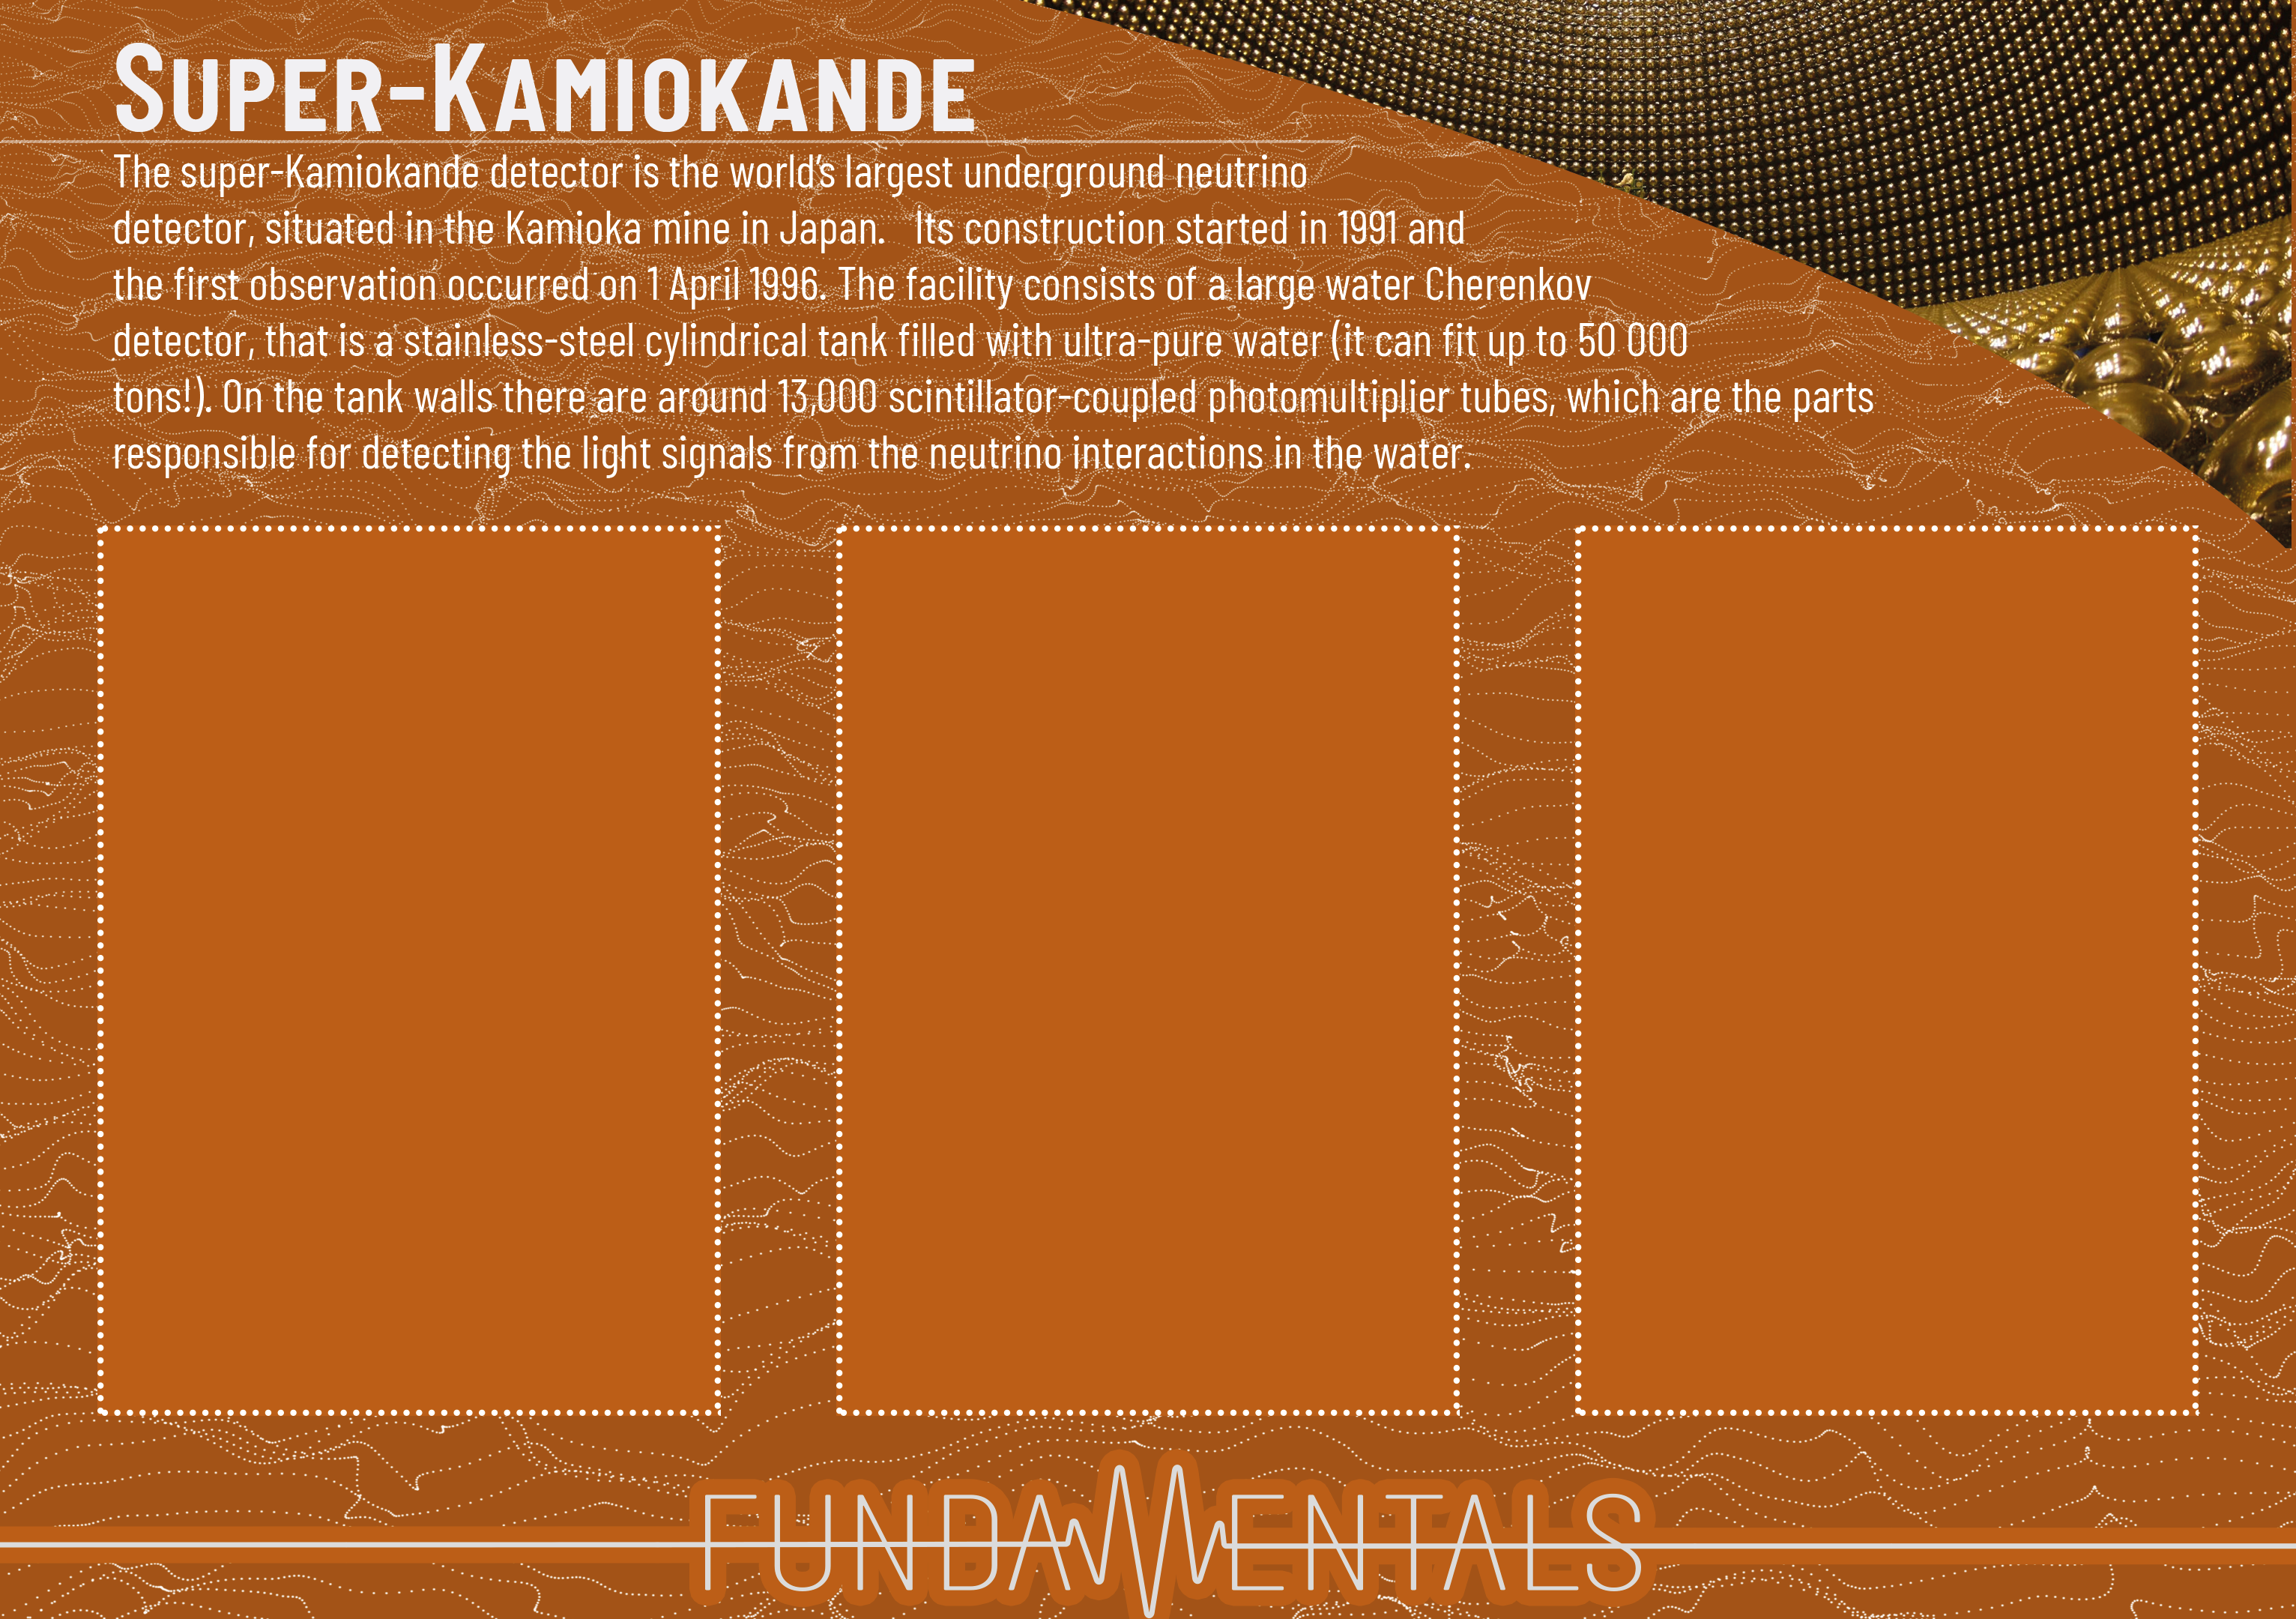 Super-Kamiokande
The super-Kamiokande detector is the world's largest underground neutrino
detector, situated in the Kamioka mine in Japan.   Its construction started in 1991 and
the first observation occurred on 1 April 1996. The facility consists of a large water Cherenkov
detector, that is a stainless-steel cylindrical tank filled with ultra-pure water (it can fit up to 50 000
tons!). On the tank walls there are around 13,000 scintillator-coupled photomultiplier tubes, which are the parts
responsible for detecting the light signals from the neutrino interactions in the water.
FUNDAMENTALS